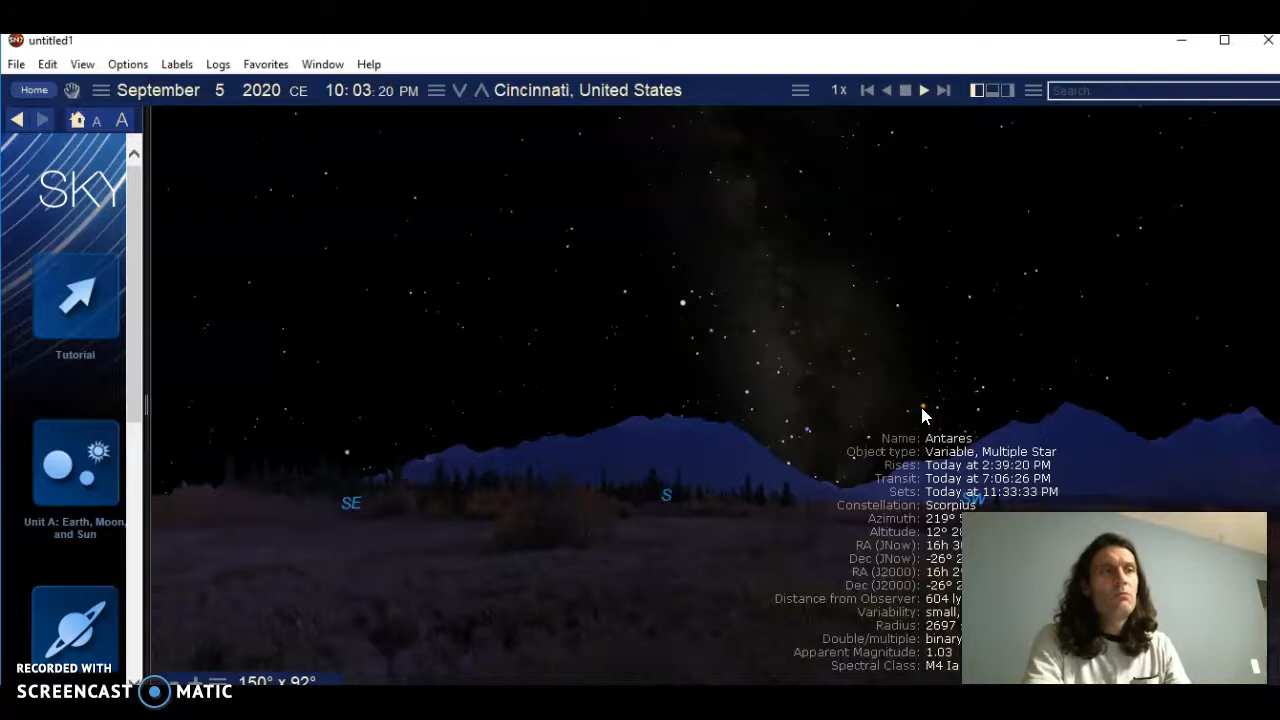 SN7 untitled1
File Edit View Options Labels Logs Favorites Window Help
Home September 5 2020 CE 10: 03: 20 PM Cincinnati, United States 1x Search
A A
SKY
Tutorial
Unit A: Earth, Moon,
and Sun
SE
S
SW
Name: Antares
Object type: Variable, Multiple Star
Rises: Today at 2:39:20 PM
Transit: Today at 7:06:26 PM
Sets: Today at 11:33:33 PM
Constellation: Scorpius
Azimuth: 219°
Altitude: 12°
RA (JNow): 16h
Dec (JNow): -26°
RA (J2000): 16h
Dec (J2000): -26°
Distance from Observer: 604 ly
Variability: small,
Radius: 2697
Double/multiple: binary
Apparent Magnitude: 1.03
Spectral Class: M4 Ia
150° x 92°
RECORDED WITH
SCREENCAST MATIC